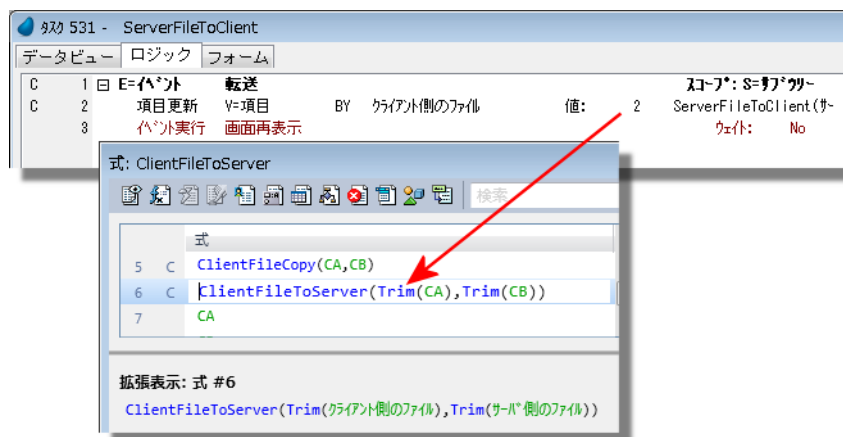 ﾀｽｸ 531 - ServerFileToClient
データビュー ロジック フォーム
C 1 E=ｲﾍﾞﾝﾄ 転送 ｽｺｰﾌﾟ: S=ｻﾌﾞﾂﾘｰ
C 2 項目更新 V=項目 BY ｸﾗｲｱﾝﾄ側のﾌｧｲﾙ 値: 2 ServerFileToClient(ｻｰ
3 ｲﾍﾞﾝﾄ実行 画面再表示 ｳｪｲﾄ: No
式: ClientFileToServer
検索
式
5 C ClientFileCopy(CA,CB)
6 C ClientFileToServer(Trim(CA),Trim(CB))
7 CA
拡張表示: 式 #6
ClientFileToServer(Trim(ｸﾗｲｱﾝﾄ側のﾌｧｲﾙ),Trim(ｻｰﾊﾞ側のﾌｧｲﾙ))